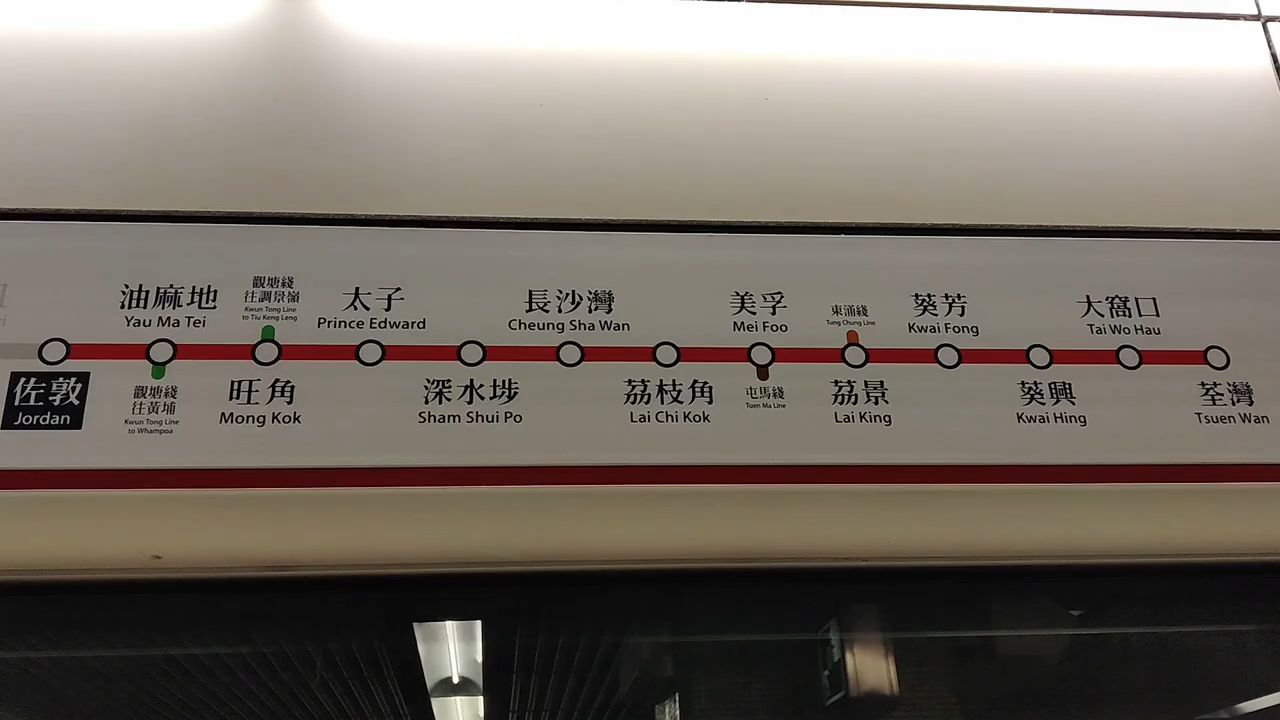 油麻地
Yau Ma Tei
觀塘綫
往調景嶺
Kwun Tong Line
to Tiu Keng Leng
太子
Prince Edward
長沙灣
Cheung Sha Wan
美孚
Mei Foo
東涌綫
Tung Chung Line
葵芳
Kwai Fong
大窩口
Tai Wo Hau
佐敦
Jordan
觀塘綫
往黃埔
Kwun Tong Line
to Whampoa
旺角
Mong Kok
深水埗
Sham Shui Po
荔枝角
Lai Chi Kok
屯馬綫
Tuen Ma Line
荔景
Lai King
葵興
Kwai Hing
荃灣
Tsuen Wan